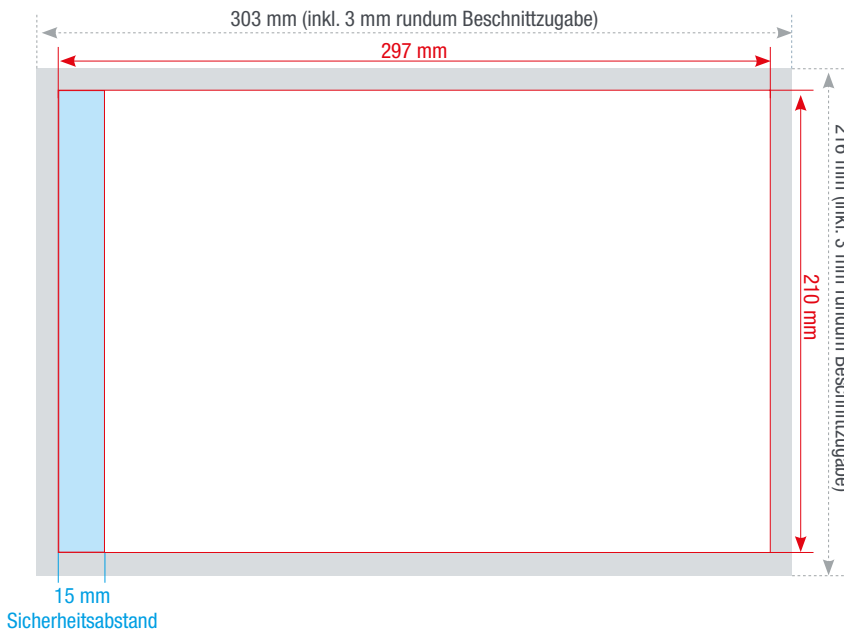 303 mm (inkl. 3 mm rundum Beschnittzugabe)
297 mm
216 mm (inkl. 3 mm rundum Beschnittzugabe)
210 mm
15 mm
Sicherheitsabstand